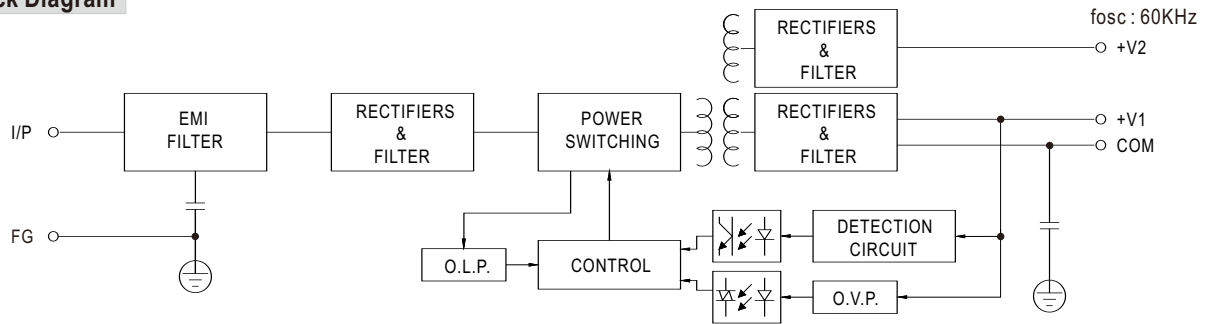 ck Diagram
fosc : 60KHz
RECTIFIERS
&
FILTER
+V2
I/P
EMI
FILTER
RECTIFIERS
&
FILTER
POWER
SWITCHING
RECTIFIERS
&
FILTER
+V1
COM
FG
O.L.P.
CONTROL
DETECTION
CIRCUIT
O.V.P.